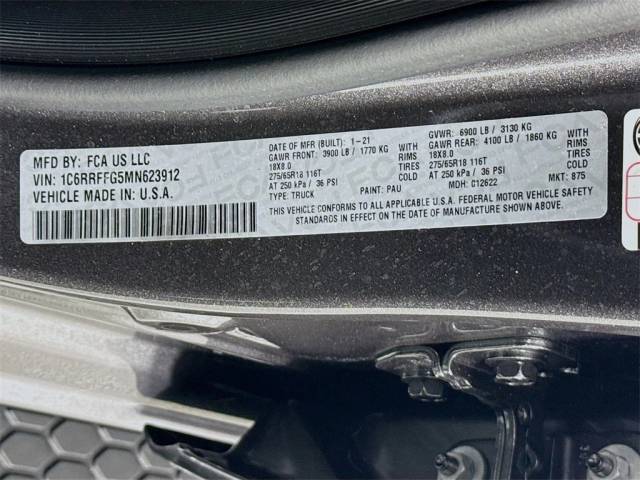 MFD BY: FCA US LLC
VIN: 1C6RRFFG5MN623912
VEHICLE MADE IN: U.S.A.
DATE OF MFR (BUILT): 1-21
GAWR FRONT: 3900 LB / 1770 KG
18X8.0 RIMS
275/65R18 116T TIRES
AT 250 kPa / 36 PSI COLD
TYPE: TRUCK PAINT: PAU
GVWR: 6900 LB / 3130 KG
GAWR REAR: 4100 LB / 1860 KG
18X8.0 RIMS
275/65R18 116T TIRES
AT 250 kPa / 36 PSI COLD
MDH: C12622 MKT: 875
THIS VEHICLE CONFORMS TO ALL APPLICABLE U.S.A. FEDERAL MOTOR VEHICLE SAFETY
STANDARDS IN EFFECT ON THE DATE OF MANUFACTURE SHOWN ABOVE.